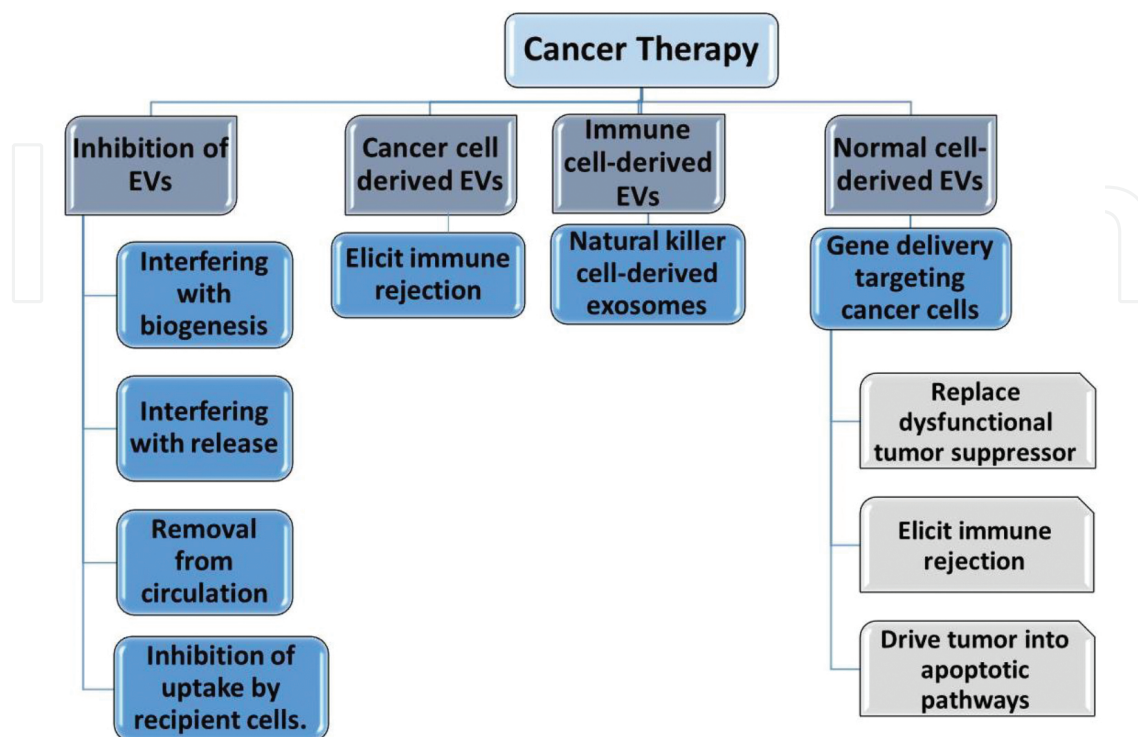 Cancer Therapy
Inhibition of
EVs
Cancer cell
derived EVs
Immune
cell-derived
EVs
Normal cell-
derived EVs
Interfering
with
biogenesis
Interfering
with release
Removal
from
circulation
Inhibition of
uptake by
recipient cells.
Elicit immune
rejection
Natural killer
cell-derived
exosomes
Gene delivery
targeting
cancer cells
Replace
dysfunctional
tumor suppressor
Elicit immune
rejection
Drive tumor into
apoptotic
pathways